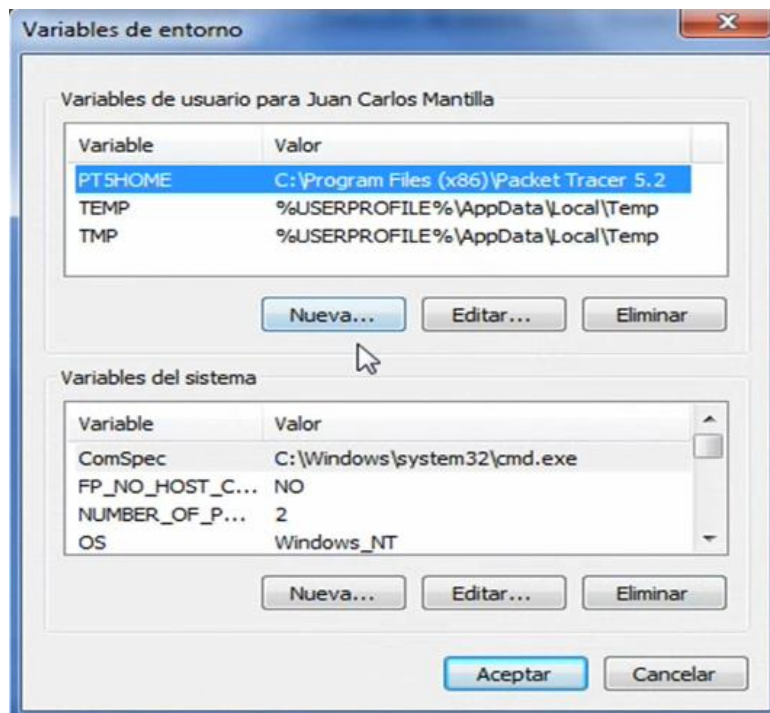 Variables de entorno
Variables de usuario para Juan Carlos Mantilla
Variable Valor
PT5HOME C:\Program Files (x86)\Packet Tracer 5.2
TEMP %USERPROFILE%\AppData\Local\Temp
TMP %USERPROFILE%\AppData\Local\Temp
Nueva... Editar... Eliminar
Variables del sistema
Variable Valor
ComSpec C:\Windows\system32\cmd.exe
FP_NO_HOST_C... NO
NUMBER_OF_P... 2
OS Windows_NT
Nueva... Editar... Eliminar
Aceptar Cancelar